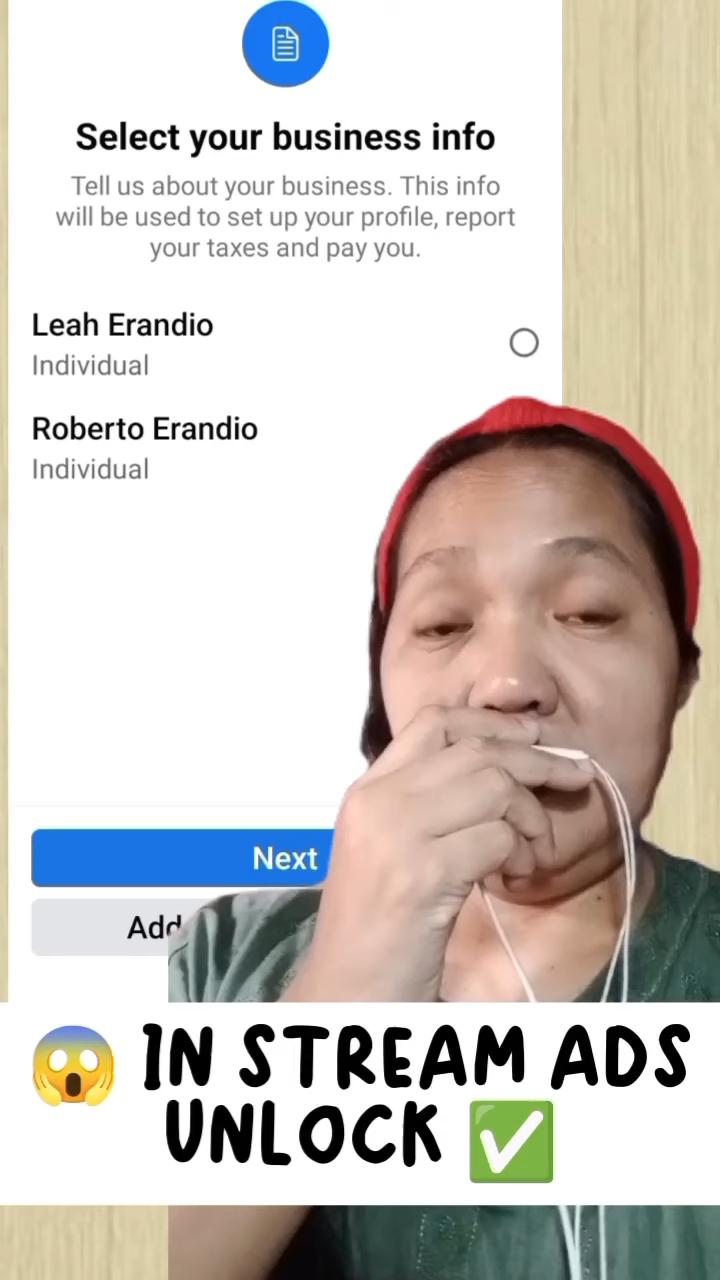 Select your business info
Tell us about your business. This info
will be used to set up your profile, report
your taxes and pay you.
Leah Erandio
Individual
Roberto Erandio
Individual
Next
Add
😱 IN STREAM ADS
UNLOCK ✅